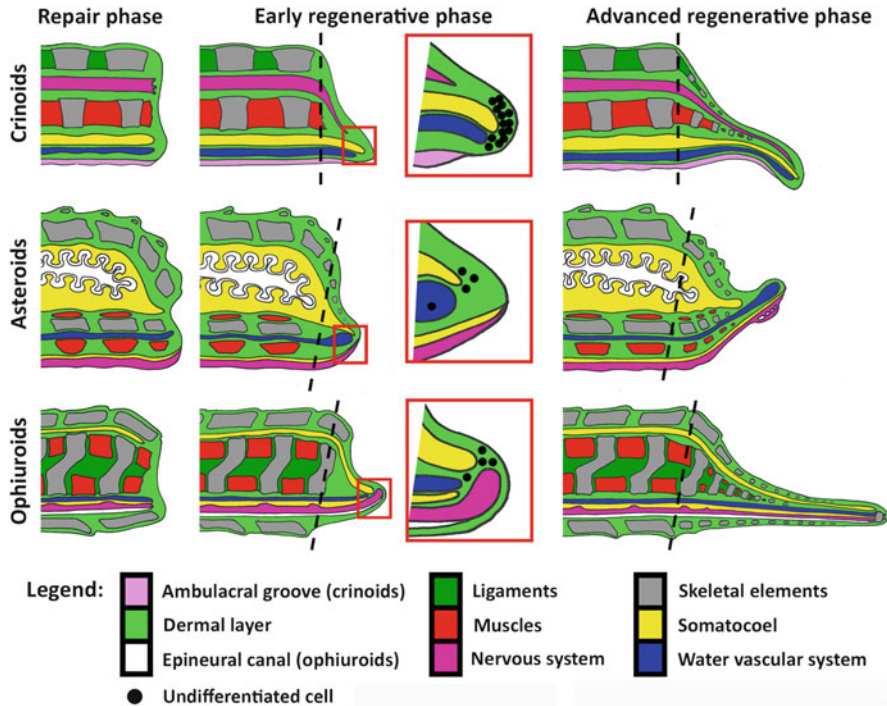 Repair phase
Early regenerative phase
Advanced regenerative phase
Crinoids
Asteroids
Ophiuroids
Legend:
Ambulacral groove (crinoids)
Ligaments
Skeletal elements
Dermal layer
Muscles
Somatocoel
Epineural canal (ophiuroids)
Nervous system
Water vascular system
Undifferentiated cell